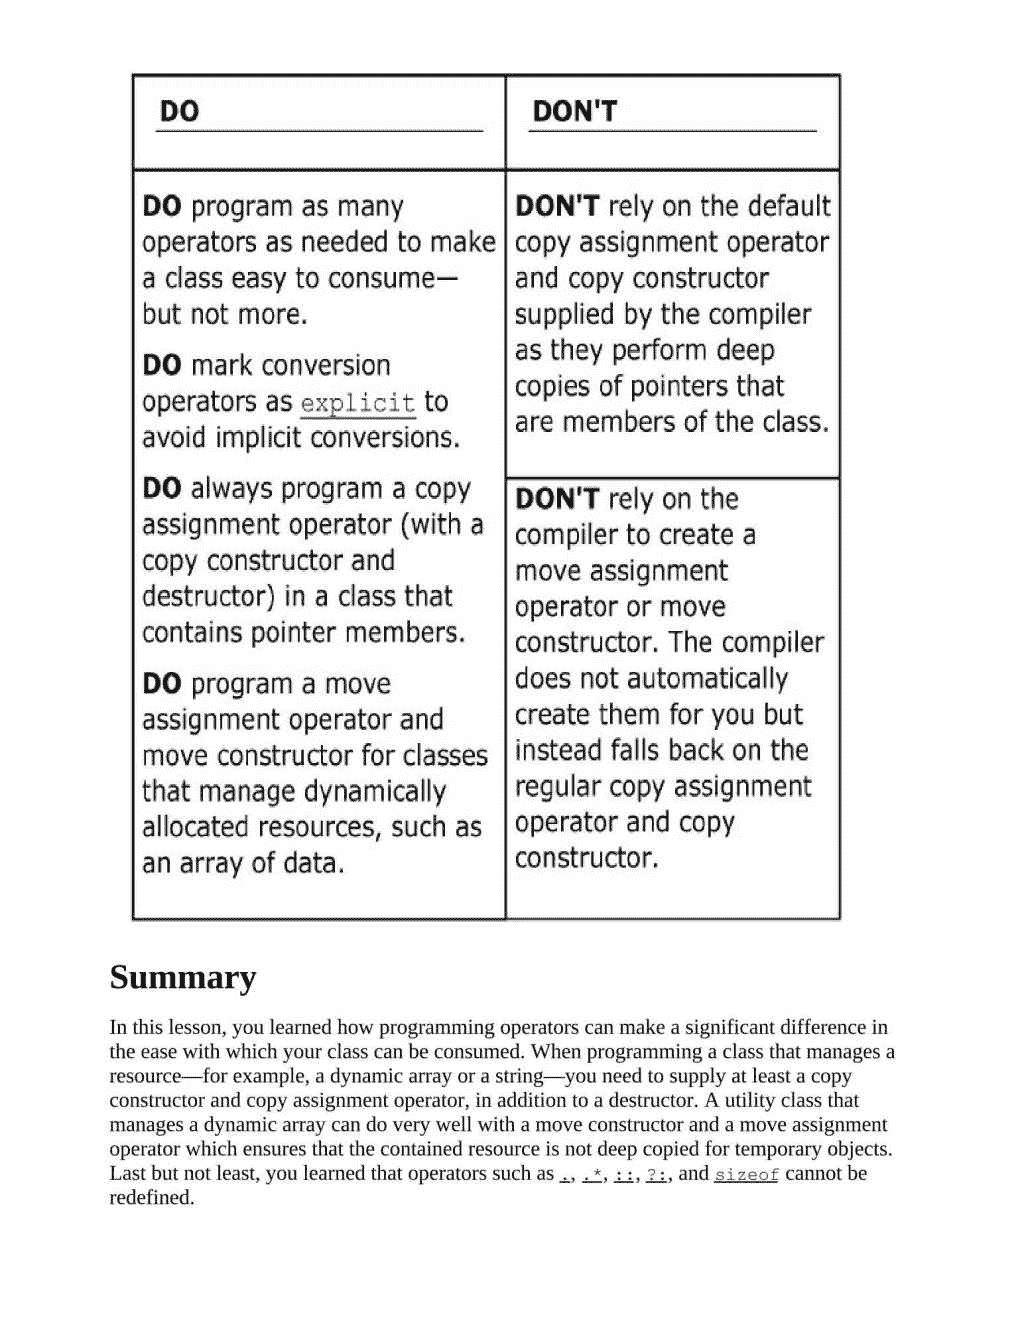 DO
DON'T
DO program as many
operators as needed to make
a class easy to consume—
but not more.
DO mark conversion
operators as explicit to
avoid implicit conversions.
DO always program a copy
assignment operator (with a
copy constructor and
destructor) in a class that
contains pointer members.
DO program a move
assignment operator and
move constructor for classes
that manage dynamically
allocated resources, such as
an array of data.
DON'T rely on the default
copy assignment operator
and copy constructor
supplied by the compiler
as they perform deep
copies of pointers that
are members of the class.
DON'T rely on the
compiler to create a
move assignment
operator or move
constructor. The compiler
does not automatically
create them for you but
instead falls back on the
regular copy assignment
operator and copy
constructor.
Summary
In this lesson, you learned how programming operators can make a significant difference in
the ease with which your class can be consumed. When programming a class that manages a
resource—for example, a dynamic array or a string—you need to supply at least a copy
constructor and copy assignment operator, in addition to a destructor. A utility class that
manages a dynamic array can do very well with a move constructor and a move assignment
operator which ensures that the contained resource is not deep copied for temporary objects.
Last but not least, you learned that operators such as ., .*, ::, ?:, and sizeof cannot be
redefined.